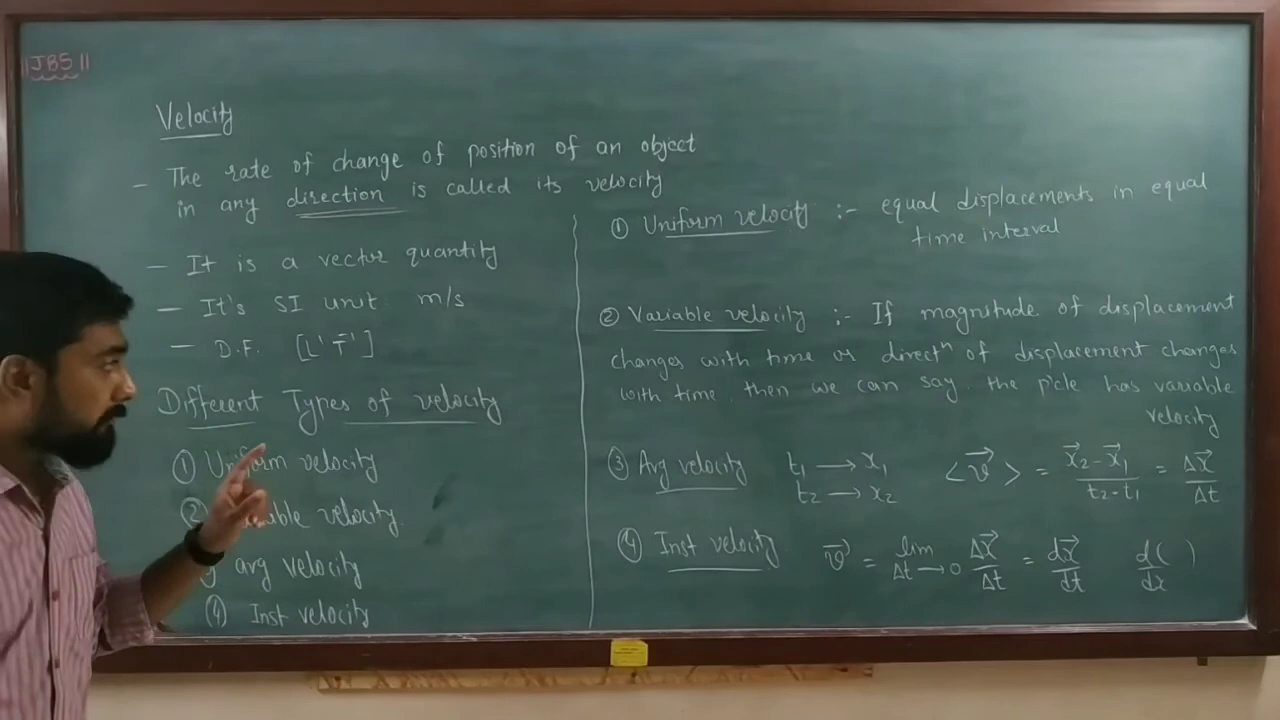 ||JBS||
Velocity
- The rate of change of position of an object
in any direction is called its velocity
- It is a vector quantity
- It's SI unit m/s
- D.F. [L¹ T⁻¹]
Different Types of velocity
① Uniform velocity
② velocity.
avg velocity
④ Inst velocity
① Uniform velocity :- equal displacements in equal
time interval
② Variable velocity :- If magnitude of displacement
changes with time or directⁿ of displacement changes
with time, then we can say, the p'cle has variable
velocity
③ Avg velocity t₁ → x₁ <v⃗> = (x⃗₂ - x⃗₁)/(t₂ - t₁) = Δx⃗/Δt
t₂ → x₂
④ Inst velocity v⃗ = lim Δt → 0 Δx⃗/Δt = dx⃗/dt d( )/dx